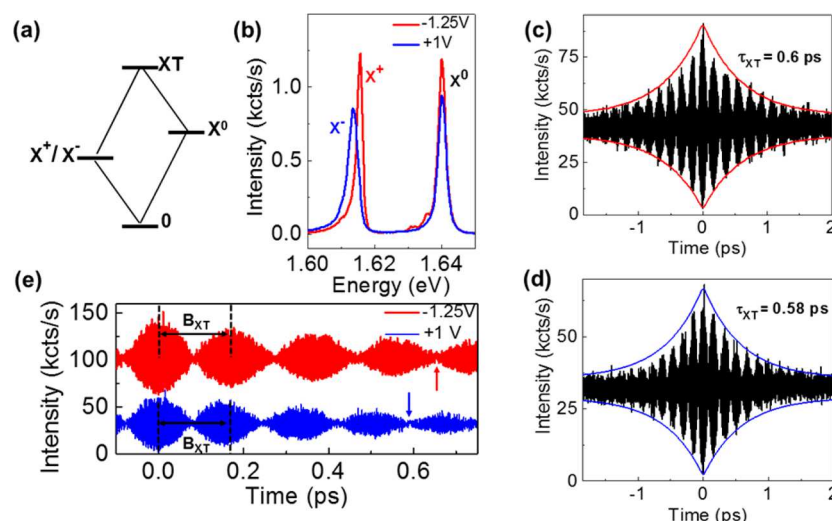 (a)
XT
X⁰
X⁺/X⁻
0
(b)
-1.25V
+1V
X⁺
X⁰
X⁻
1.0
0.5
0.0
Intensity (kcts/s)
1.60 1.62 1.64
Energy (eV)
(c)
τXT = 0.6 ps
75
50
25
0
Intensity (kcts/s)
-1 0 1 2
Time (ps)
(e)
-1.25V
+1 V
BXT
BXT
150
100
50
0
Intensity (kcts/s)
0.0 0.2 0.4 0.6
Time (ps)
(d)
τXT = 0.58 ps
50
25
0
Intensity (kcts/s)
-1 0 1 2
Time (ps)